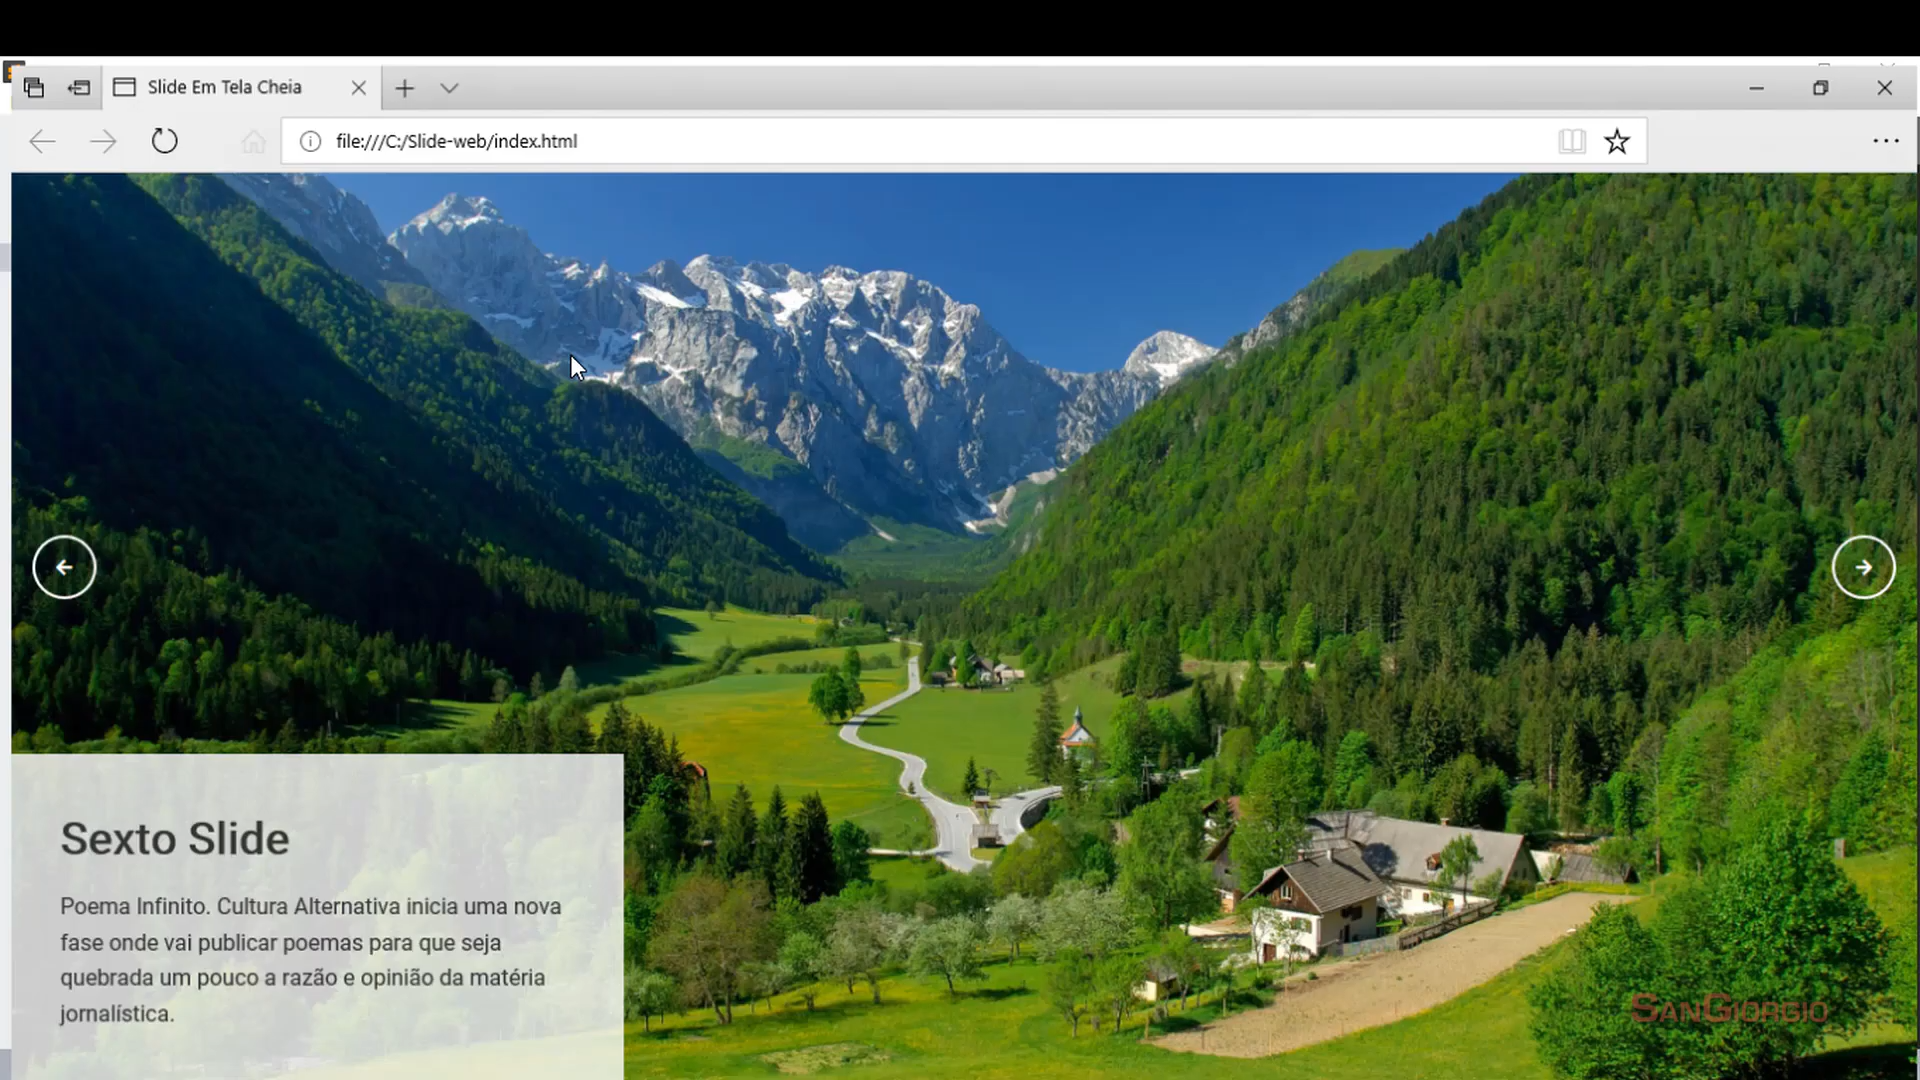 Slide Em Tela Cheia
file:///C:/Slide-web/index.html
Sexto Slide
Poema Infinito. Cultura Alternativa inicia uma nova
fase onde vai publicar poemas para que seja
quebrada um pouco a razão e opinião da matéria
jornalística.
SanGiorgio